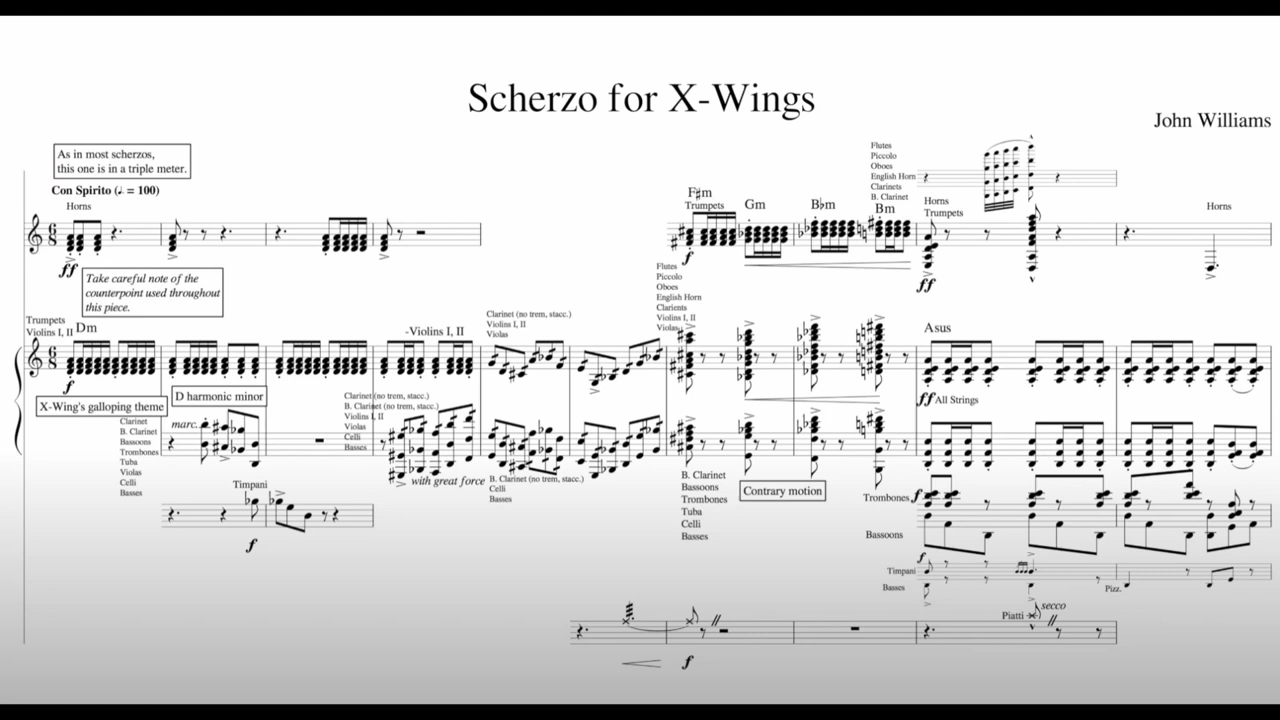 Scherzo for X-Wings
John Williams
As in most scherzos,
this one is in a triple meter.
Con Spirito (♩. = 100)
Horns
ff
Take careful note of the
counterpoint used throughout
this piece.
F♯m
Trumpets
f
Gm
B♭m
Bm
Flutes
Piccolo
Oboes
English Horn
Clarinets
B. Clarinet
Horns
Trumpets
ff
Horns
Trumpets
Violins I, II
Dm
f
X-Wing's galloping theme
D harmonic minor
-Violins I, II
Clarinet (no trem, stacc.)
Violins I, II
Violas
Flutes
Piccolo
Oboes
English Horn
Clarients
Violins I, II
Violas
Asus
ff All Strings
Clarinet
B. Clarinet
Bassoons
Trombones
Tuba
Violas
Celli
Basses
marc.
Clarinet (no trem, stacc.)
B. Clarinet (no trem, stacc.)
Violins I, II
Violas
Celli
Basses
with great force
B. Clarinet (no trem, stacc.)
Celli
Basses
B. Clarinet
Bassoons
Trombones
Tuba
Celli
Basses
Contrary motion
Timpani
f
Trombones f
Bassoons
f
Timpani
Basses
Pizz.
f
Piatti
secco